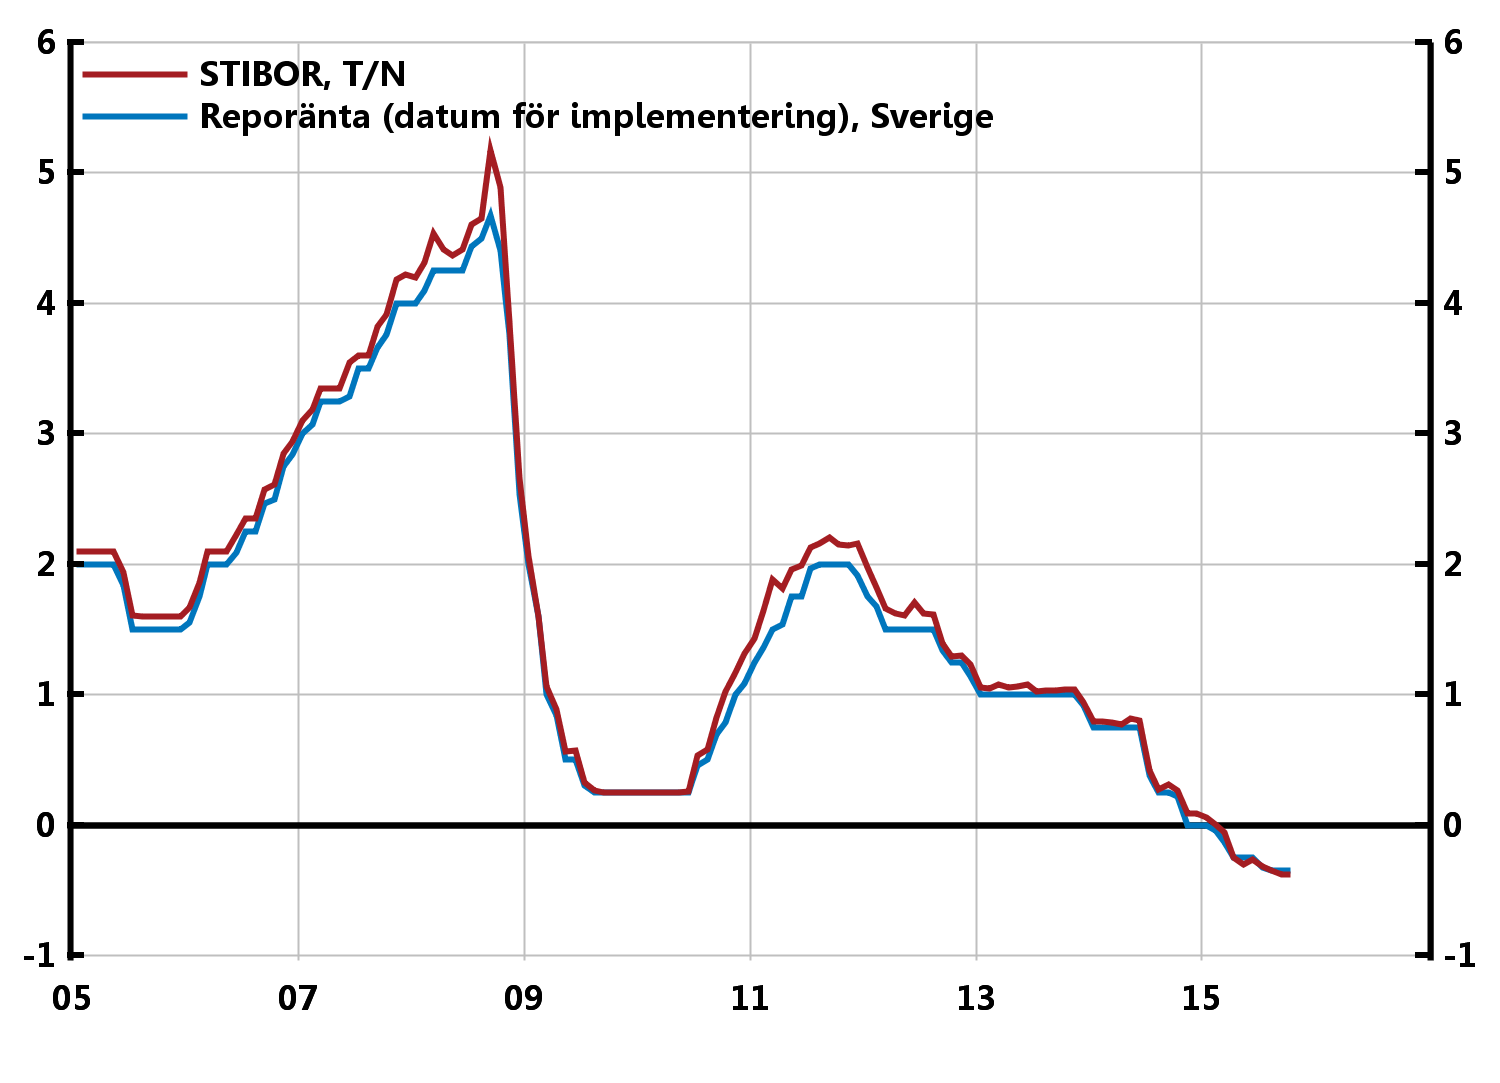 STIBOR, T/N
Reporänta (datum för implementering), Sverige
6 6
5 5
4 4
3 3
2 2
1 1
0 0
-1 -1
05 07 09 11 13 15